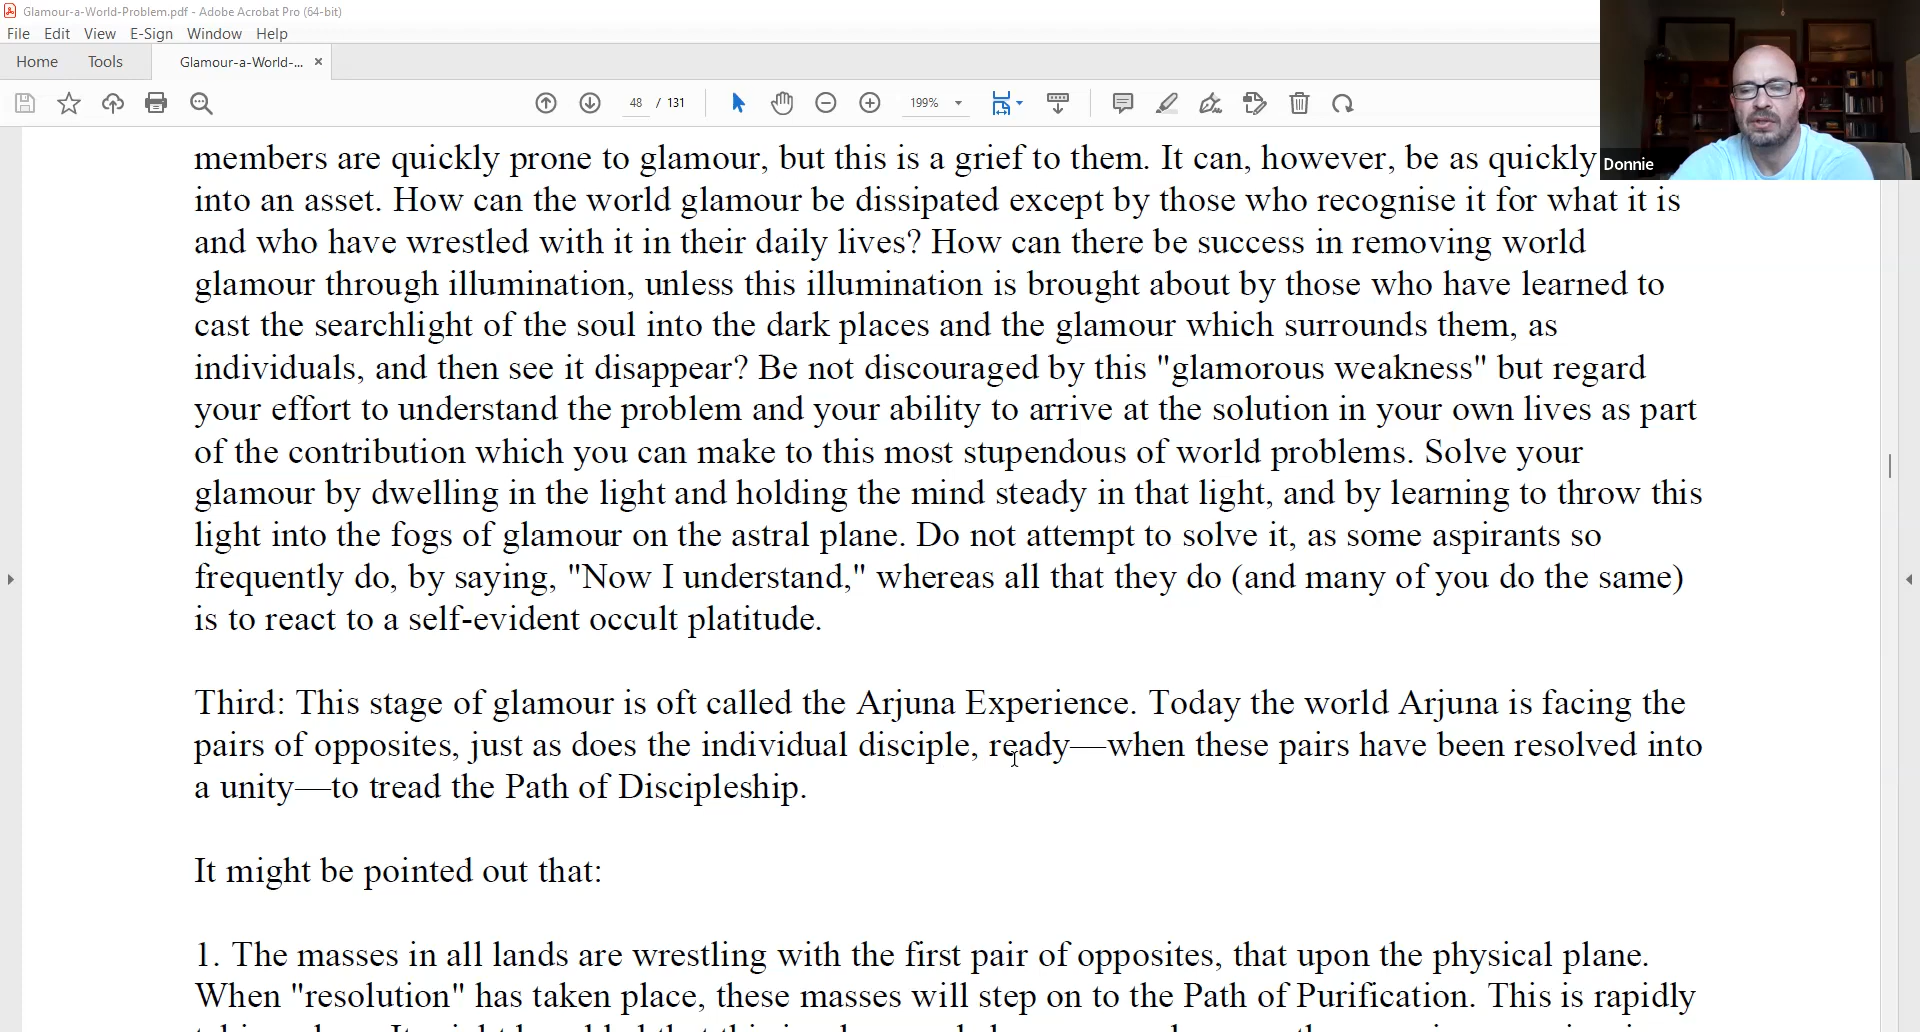 Glamour-a-World-Problem.pdf - Adobe Acrobat Pro (64-bit)
File Edit View E-Sign Window Help
Home Tools Glamour-a-World-... ×
48 / 131 199%
members are quickly prone to glamour, but this is a grief to them. It can, however, be as quickly
Donnie
into an asset. How can the world glamour be dissipated except by those who recognise it for what it is
and who have wrestled with it in their daily lives? How can there be success in removing world
glamour through illumination, unless this illumination is brought about by those who have learned to
cast the searchlight of the soul into the dark places and the glamour which surrounds them, as
individuals, and then see it disappear? Be not discouraged by this "glamorous weakness" but regard
your effort to understand the problem and your ability to arrive at the solution in your own lives as part
of the contribution which you can make to this most stupendous of world problems. Solve your
glamour by dwelling in the light and holding the mind steady in that light, and by learning to throw this
light into the fogs of glamour on the astral plane. Do not attempt to solve it, as some aspirants so
frequently do, by saying, "Now I understand," whereas all that they do (and many of you do the same)
is to react to a self-evident occult platitude.
Third: This stage of glamour is oft called the Arjuna Experience. Today the world Arjuna is facing the
pairs of opposites, just as does the individual disciple, ready—when these pairs have been resolved into
a unity—to tread the Path of Discipleship.
It might be pointed out that:
1. The masses in all lands are wrestling with the first pair of opposites, that upon the physical plane.
When "resolution" has taken place, these masses will step on to the Path of Purification. This is rapidly